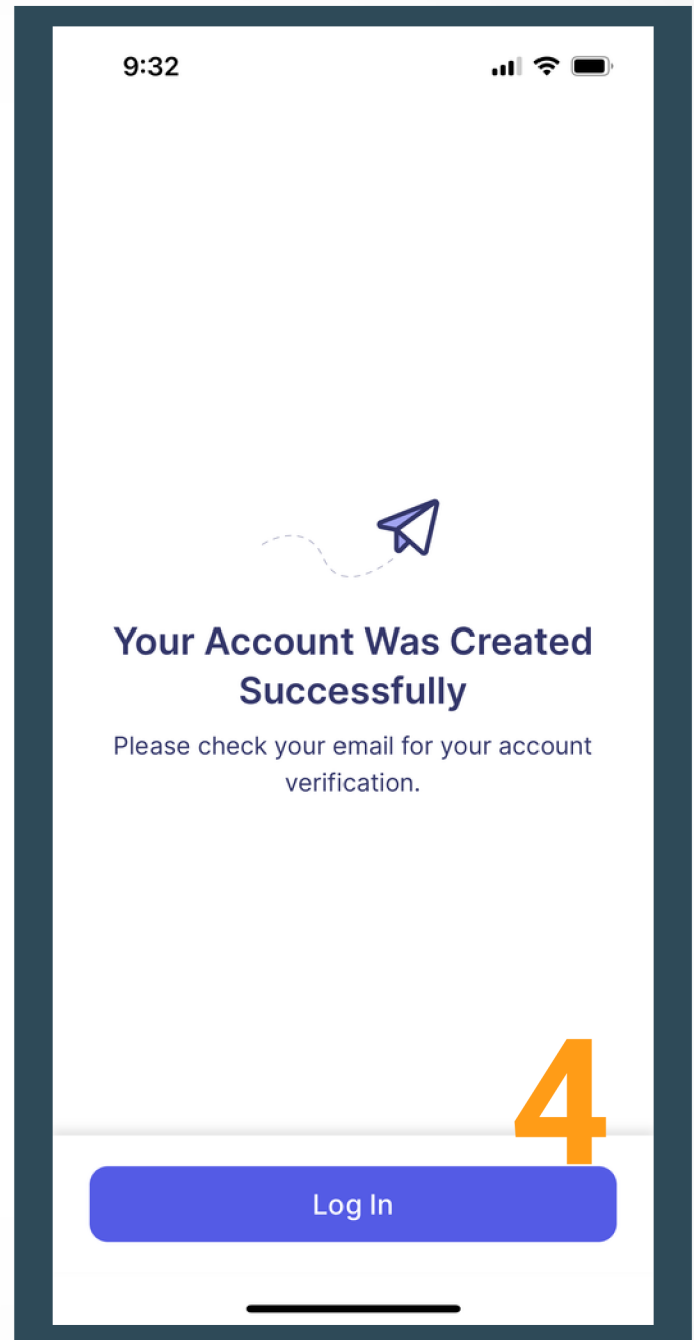 9:32
Your Account Was Created
Successfully
Please check your email for your account
verification.
4
Log In